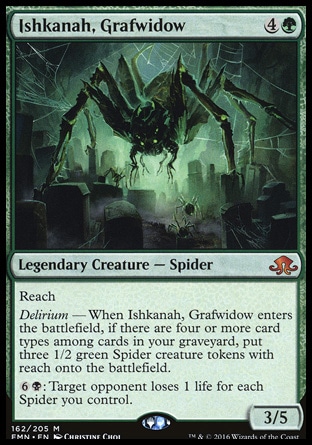 Ishkanah, Grafwidow 4
Legendary Creature — Spider
Reach
Delirium — When Ishkanah, Grafwidow enters
the battlefield, if there are four or more card
types among cards in your graveyard, put
three 1/2 green Spider creature tokens with
reach onto the battlefield.
6 : Target opponent loses 1 life for each
Spider you control.
162/205 M
EMN • EN CHRISTINE CHOI
3/5
™ & © 2016 Wizards of the Coast